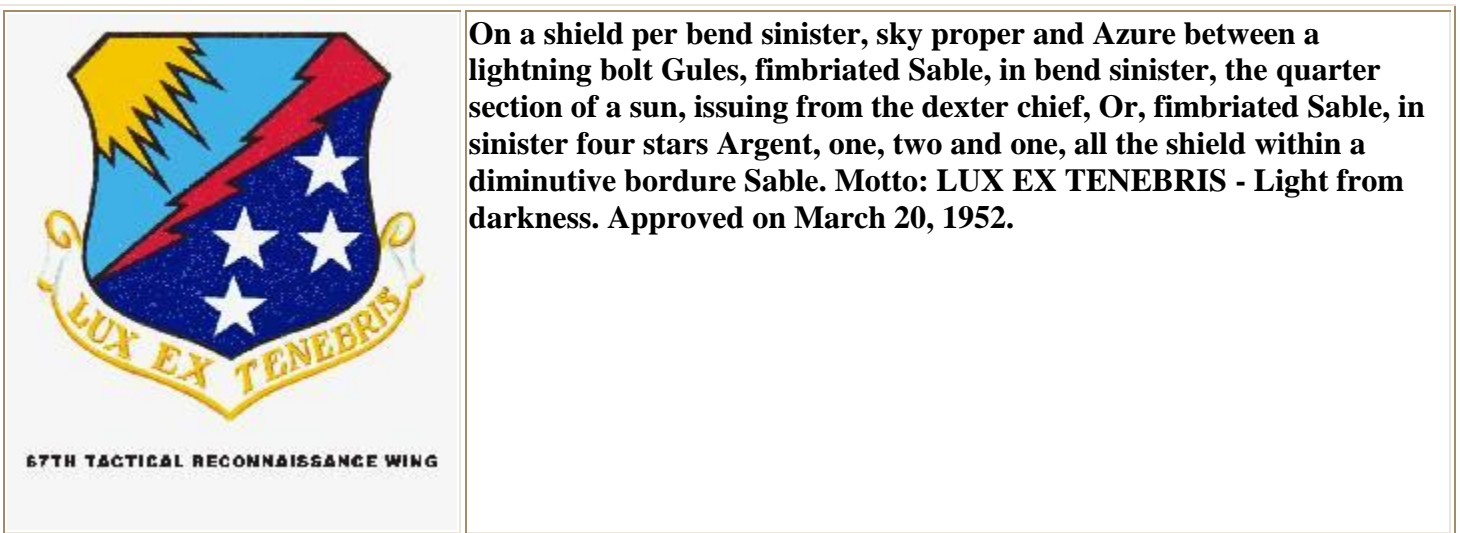 On a shield per bend sinister, sky proper and Azure between a
lightning bolt Gules, fimbriated Sable, in bend sinister, the quarter
section of a sun, issuing from the dexter chief, Or, fimbriated Sable, in
sinister four stars Argent, one, two and one, all the shield within a
diminutive bordure Sable. Motto: LUX EX TENEBRIS - Light from
darkness. Approved on March 20, 1952.
LUX EX TENEBRIS
67TH TACTICAL RECONNAISSANCE WING